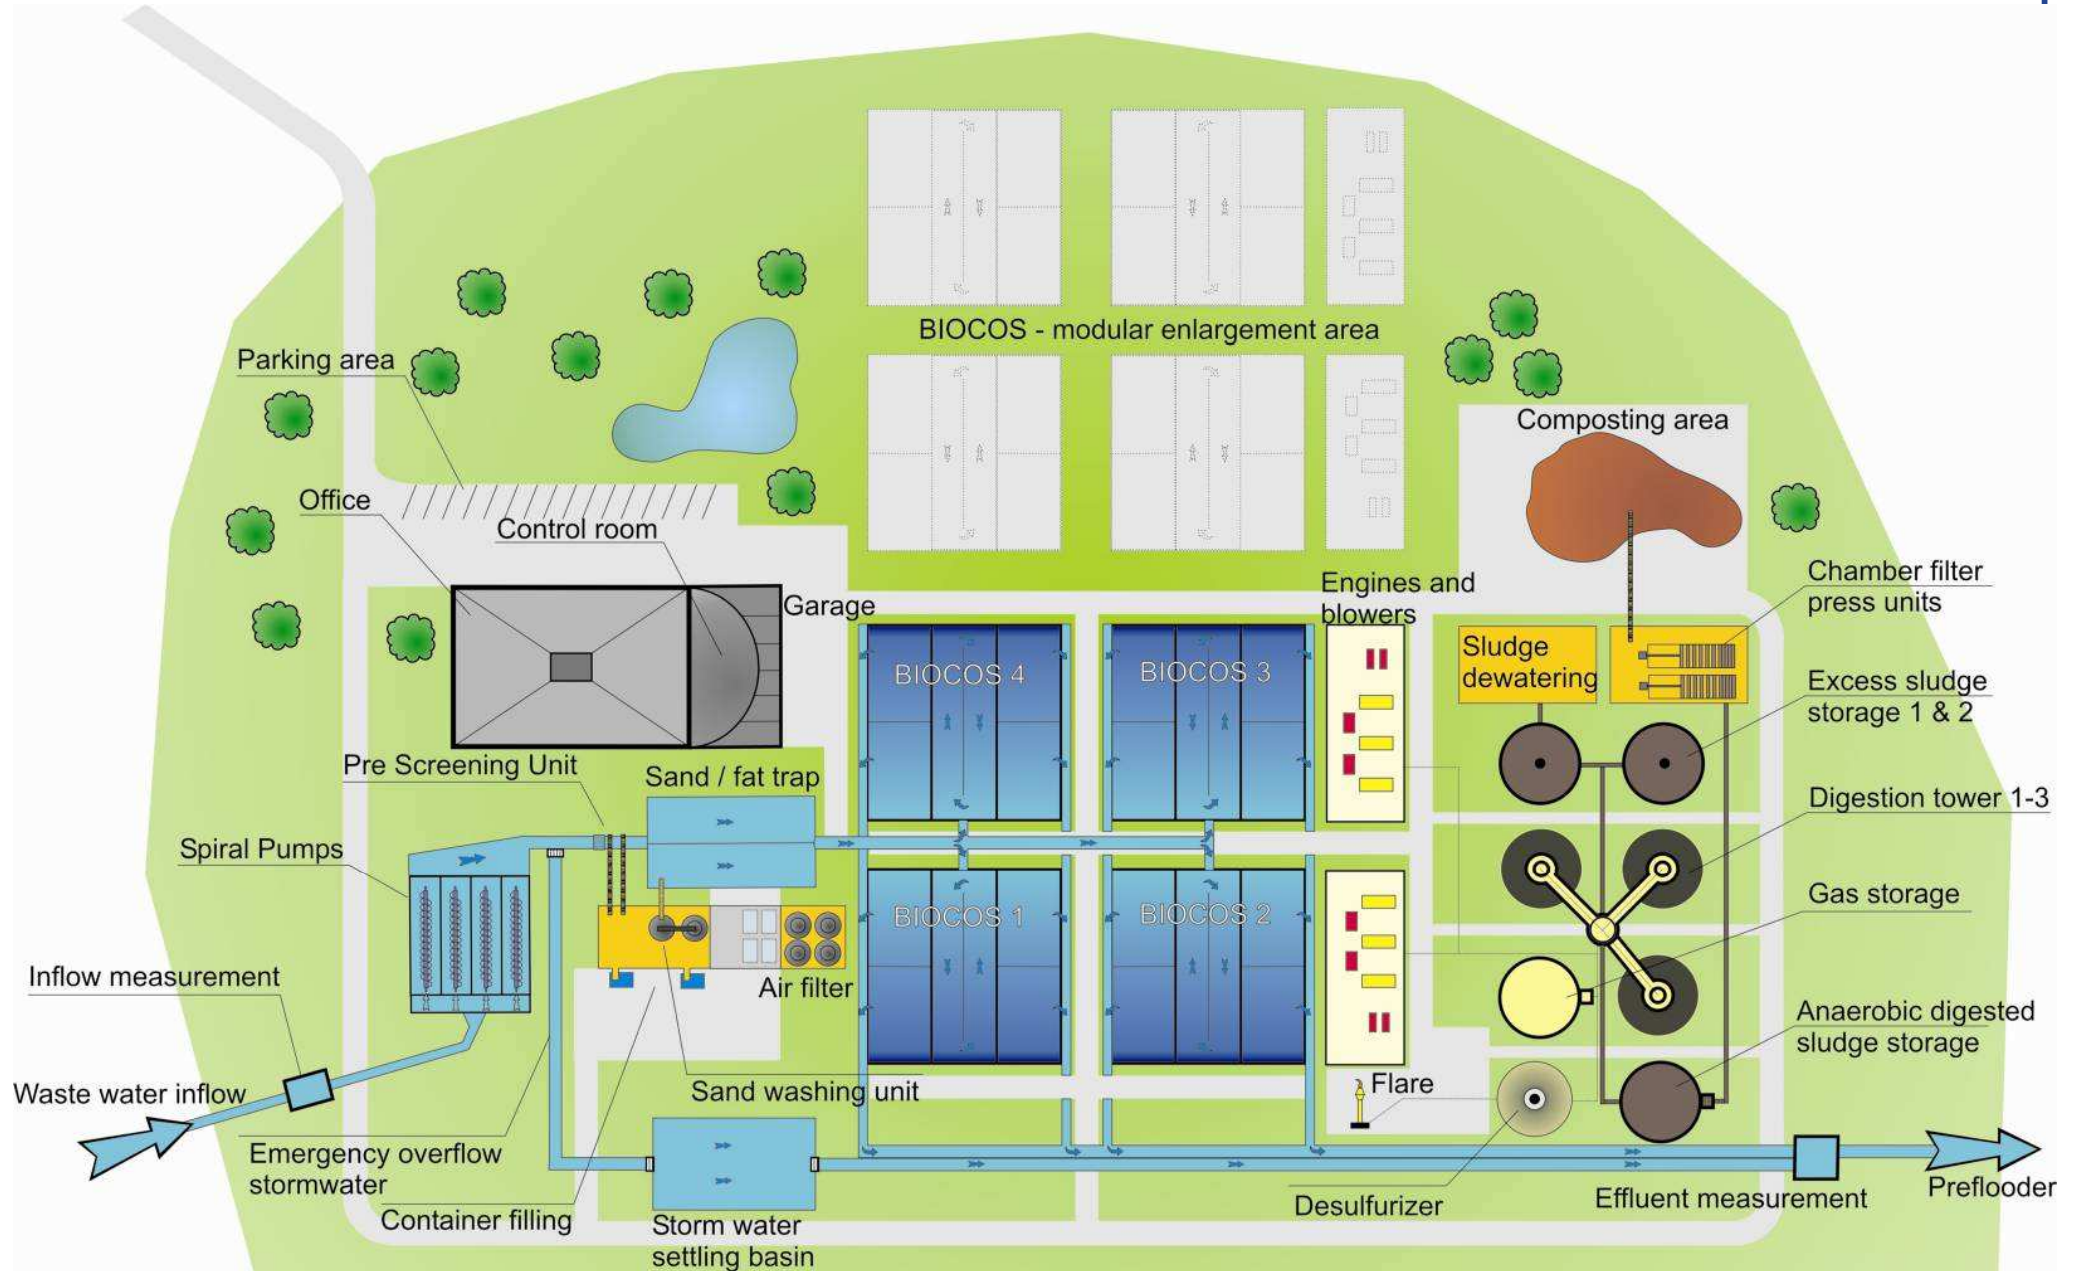 BIOCOS - modular enlargement area
Parking area
Composting area
Office
Control room
Chamber filter
press units
Engines and
blowers
Garage
Sludge
dewatering
BIOCOS 4
BIOCOS 3
Excess sludge
storage 1 & 2
Pre Screening Unit
Sand / fat trap
Digestion tower 1-3
Spiral Pumps
Gas storage
BIOCOS 1
BIOCOS 2
Inflow measurement
Air filter
Anaerobic digested
sludge storage
Waste water inflow
Sand washing unit
Flare
Emergency overflow
stormwater
Container filling
Storm water
settling basin
Desulfurizer
Effluent measurement
Preflooder